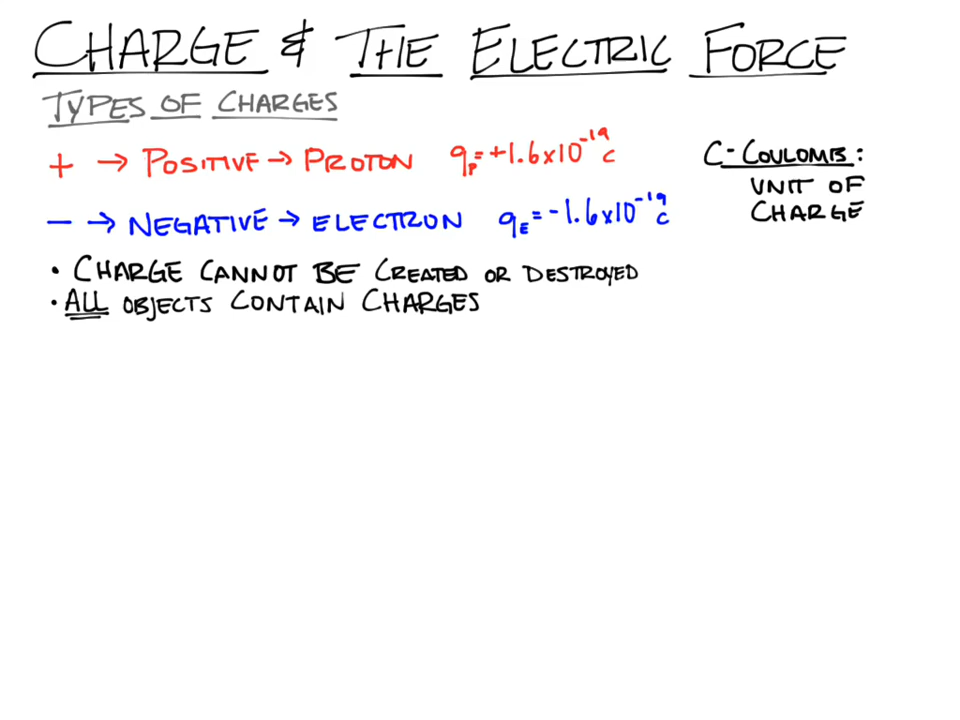 CHARGE & THE ELECTRIC FORCE
TYPES OF CHARGES
+ → POSITIVE → PROTON qₚ = +1.6x10⁻¹⁹ C
C - COULOMB:
UNIT OF
CHARGE
− → NEGATIVE → ELECTRON qE = -1.6x10⁻¹⁹ C
• CHARGE CANNOT BE CREATED OR DESTROYED
• ALL OBJECTS CONTAIN CHARGES